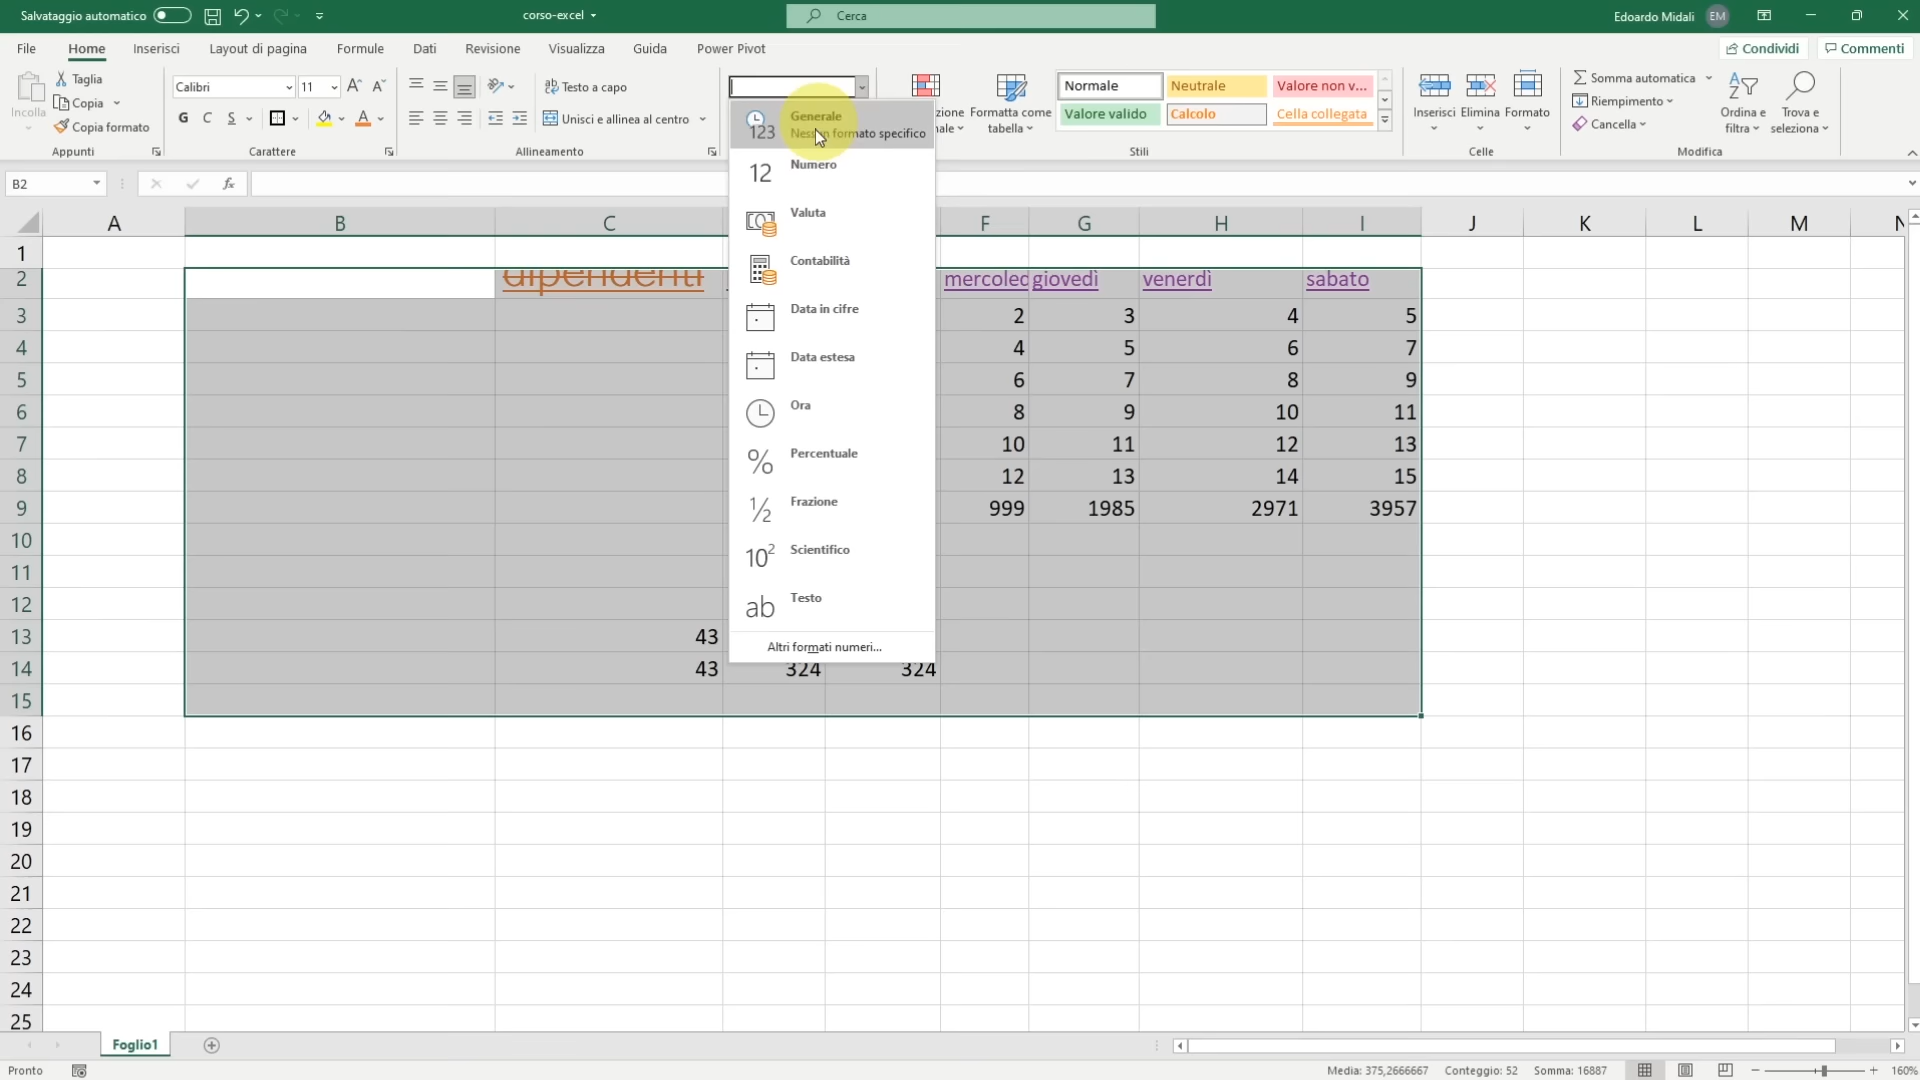 Salvataggio automatico
corso-excel
Cerca
Edoardo Midali EM
File Home Inserisci Layout di pagina Formule Dati Revisione Visualizza Guida Power Pivot Condividi Commenti
Incolla
Taglia
Copia
Copia formato
Appunti
Calibri 11
G C S
Carattere
Testo a capo
Unisci e allinea al centro
Allineamento
Formatta come
tabella
Normale Neutrale Valore non v...
Valore valido Calcolo Cella collegata
Stili
Inserisci Elimina Formato
Celle
Somma automatica
Riempimento
Cancella
Ordina e
filtra
Trova e
seleziona
Modifica
B2 fx
123 Generale
Nessun formato specifico
12 Numero
Valuta
Contabilità
Data in cifre
Data estesa
Ora
% Percentuale
½ Frazione
10² Scientifico
ab Testo
Altri formati numeri...
A B C F G H I J K L M N
1
2 dipendenti mercoled giovedì venerdì sabato
3 2 3 4 5
4 4 5 6 7
5 6 7 8 9
6 8 9 10 11
7 10 11 12 13
8 12 13 14 15
9 999 1985 2971 3957
10
11
12
13 43
14 43 324 324
15
16
17
18
19
20
21
22
23
24
25
Foglio1
Pronto
Media: 375,2666667 Conteggio: 52 Somma: 16887 160%